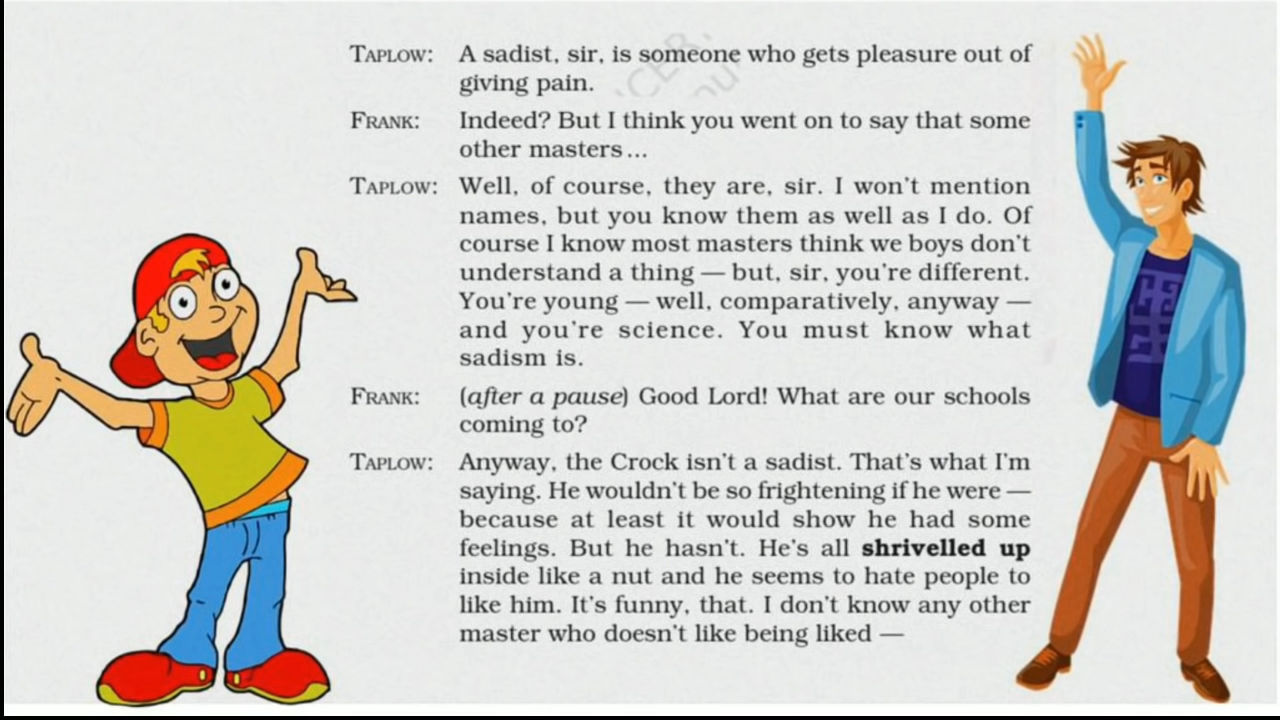 TAPLOW: A sadist, sir, is someone who gets pleasure out of
giving pain.
FRANK: Indeed? But I think you went on to say that some
other masters...
TAPLOW: Well, of course, they are, sir. I won't mention
names, but you know them as well as I do. Of
course I know most masters think we boys don't
understand a thing — but, sir, you're different.
You're young — well, comparatively, anyway —
and you're science. You must know what
sadism is.
FRANK: (after a pause) Good Lord! What are our schools
coming to?
TAPLOW: Anyway, the Crock isn't a sadist. That's what I'm
saying. He wouldn't be so frightening if he were —
because at least it would show he had some
feelings. But he hasn't. He's all shrivelled up
inside like a nut and he seems to hate people to
like him. It's funny, that. I don't know any other
master who doesn't like being liked —